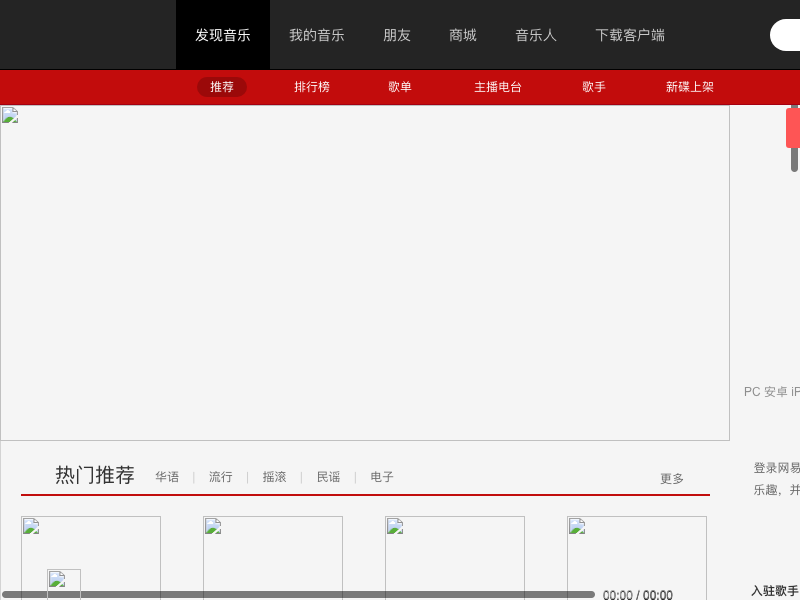 发现音乐 我的音乐 朋友 商城 音乐人 下载客户端
推荐 排行榜 歌单 主播电台 歌手 新碟上架
PC 安卓 iP
热门推荐 华语 | 流行 | 摇滚 | 民谣 | 电子 更多
登录网易
乐趣，并
入驻歌手
00:00 / 00:00